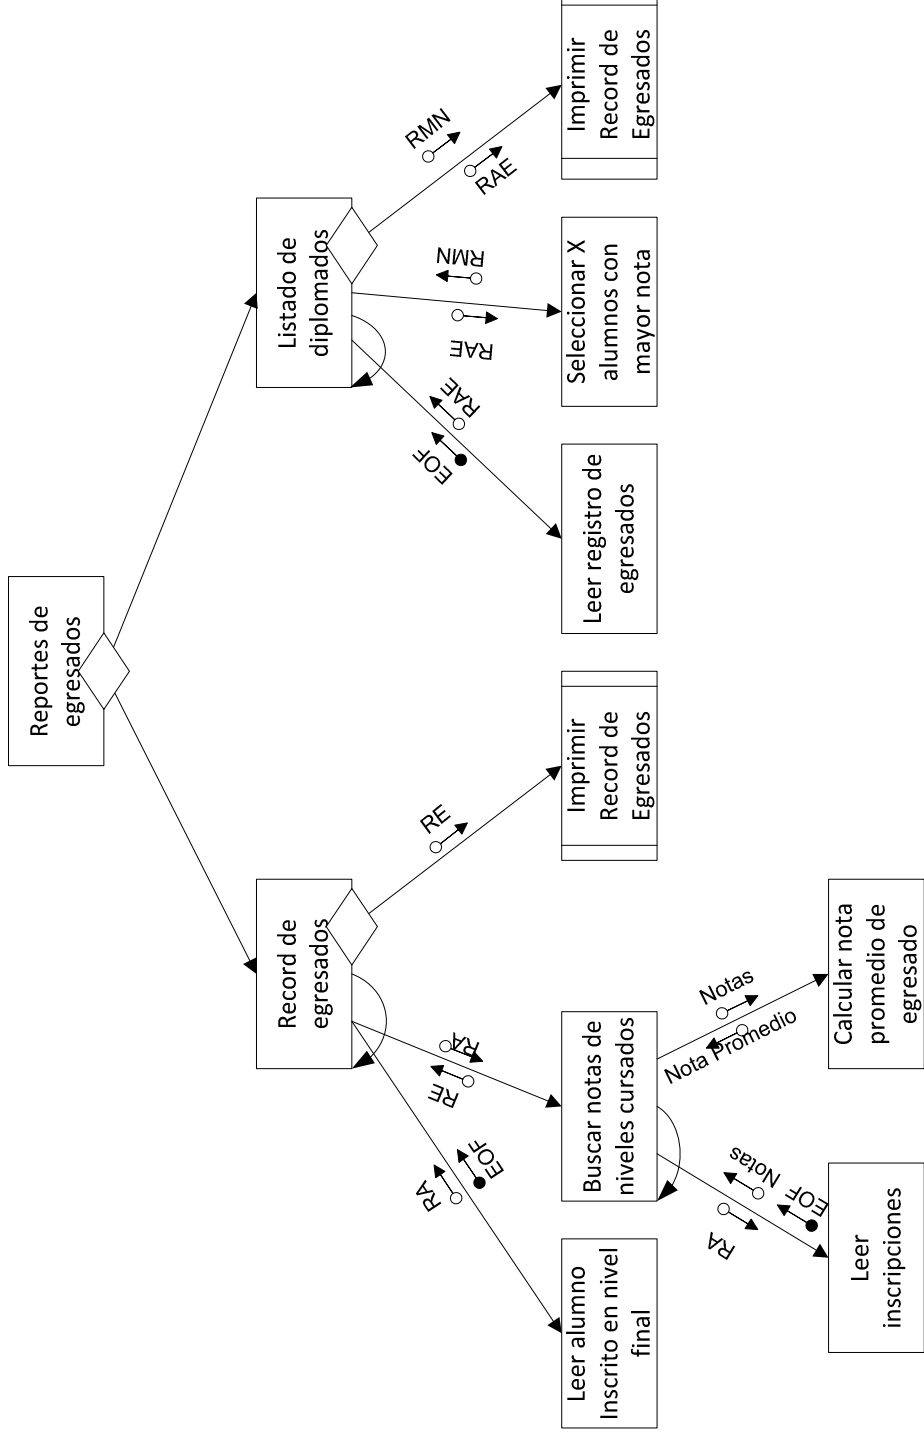 Reportes de
egresados
Record de
egresados
Listado de
diplomados
RA
EOF
RE
RA
RE
EOF
RAE
RAE
RMN
RMN
RAE
Leer alumno
Inscrito en nivel
final
Buscar notas de
niveles cursados
Imprimir
Record de
Egresados
Leer registro de
egresados
Seleccionar X
alumnos con
mayor nota
Imprimir
Record de
Egresados
RA
EOF
Notas
Nota Promedio
Notas
Leer
inscripciones
Calcular nota
promedio de
egresado